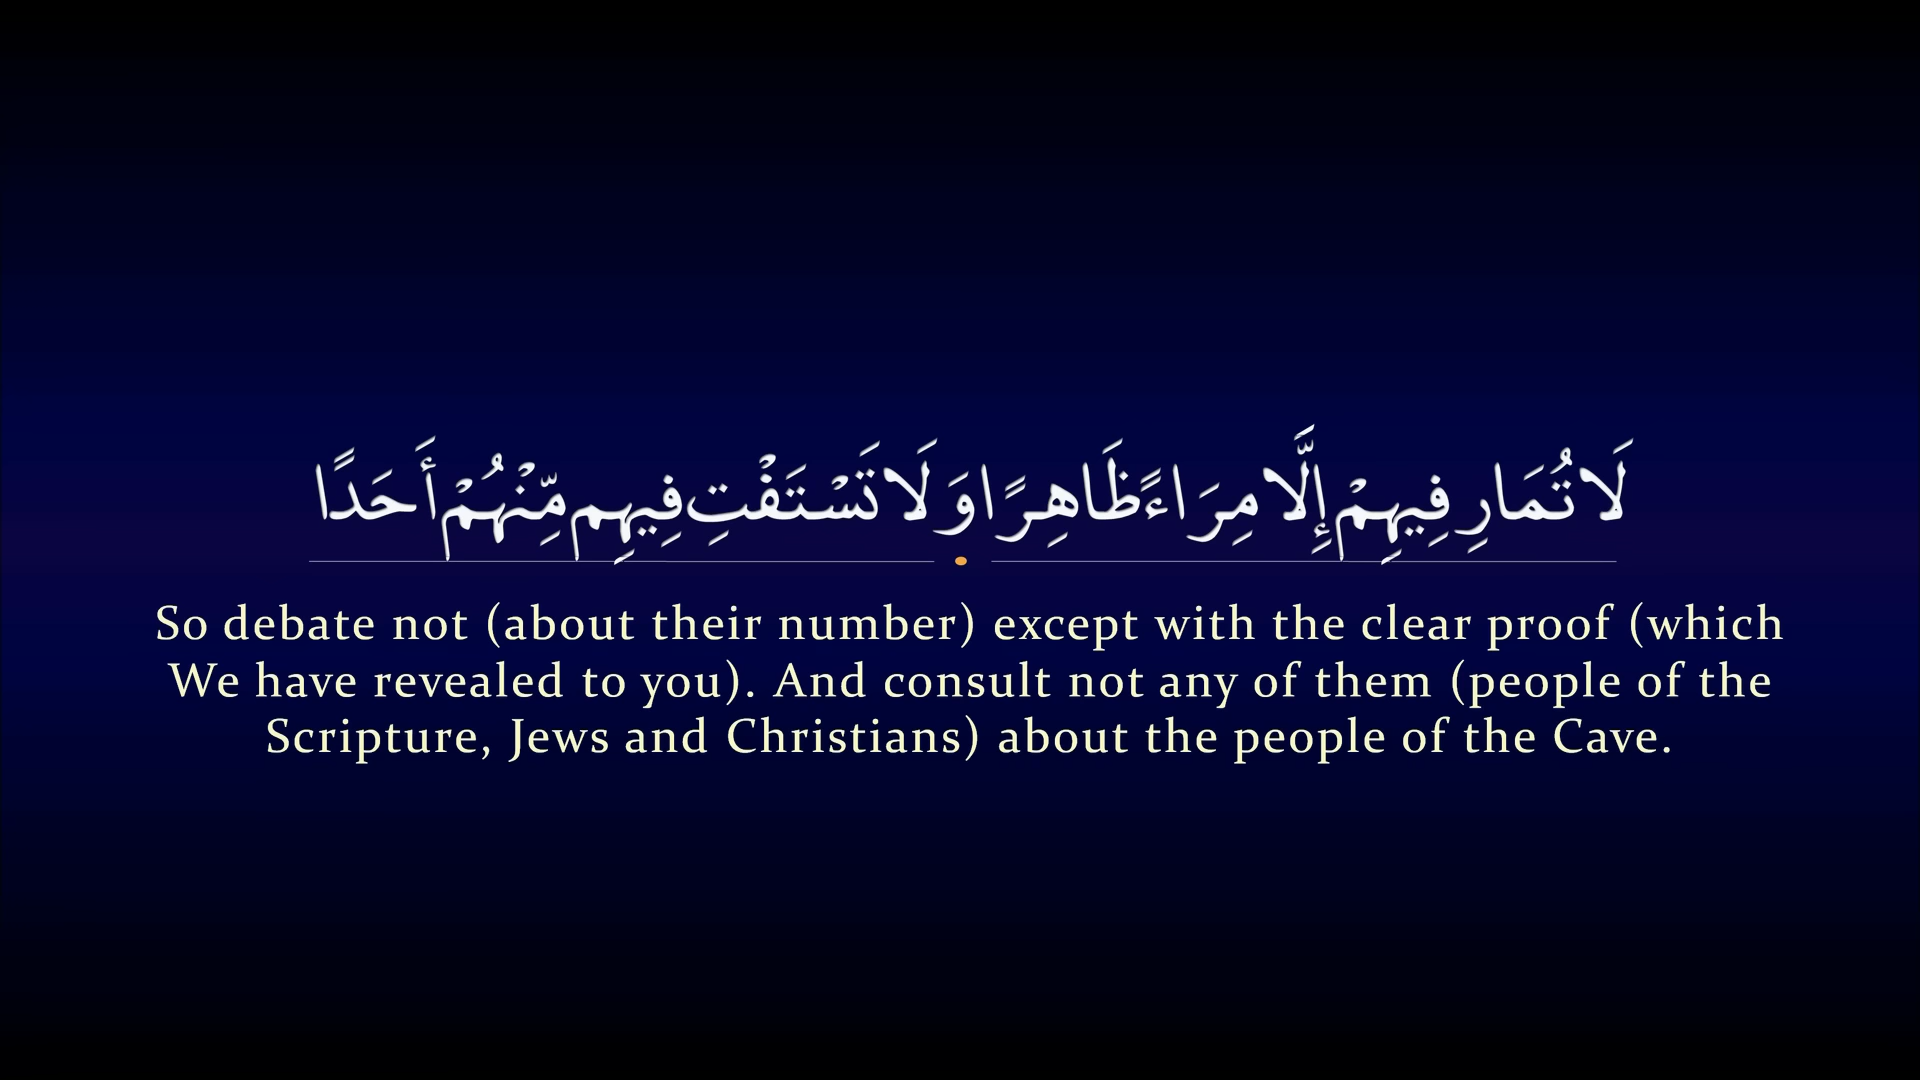 لَا تُمَارِ فِيهِمْ إِلَّا مِرَاءً ظَاهِرًا وَلَا تَسْتَفْتِ فِيهِم مِّنْهُمْ أَحَدًا
So debate not (about their number) except with the clear proof (which
We have revealed to you). And consult not any of them (people of the
Scripture, Jews and Christians) about the people of the Cave.